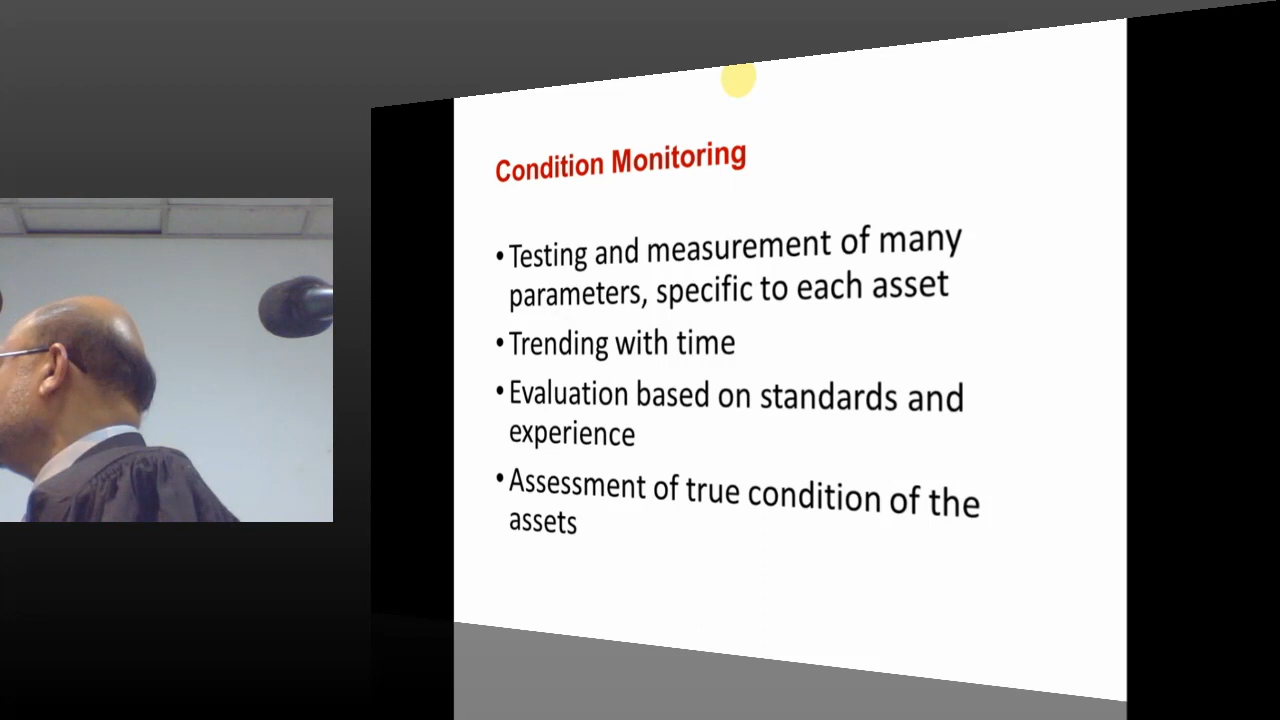 Condition Monitoring
• Testing and measurement of many
parameters, specific to each asset
• Trending with time
• Evaluation based on standards and
experience
• Assessment of true condition of the
assets